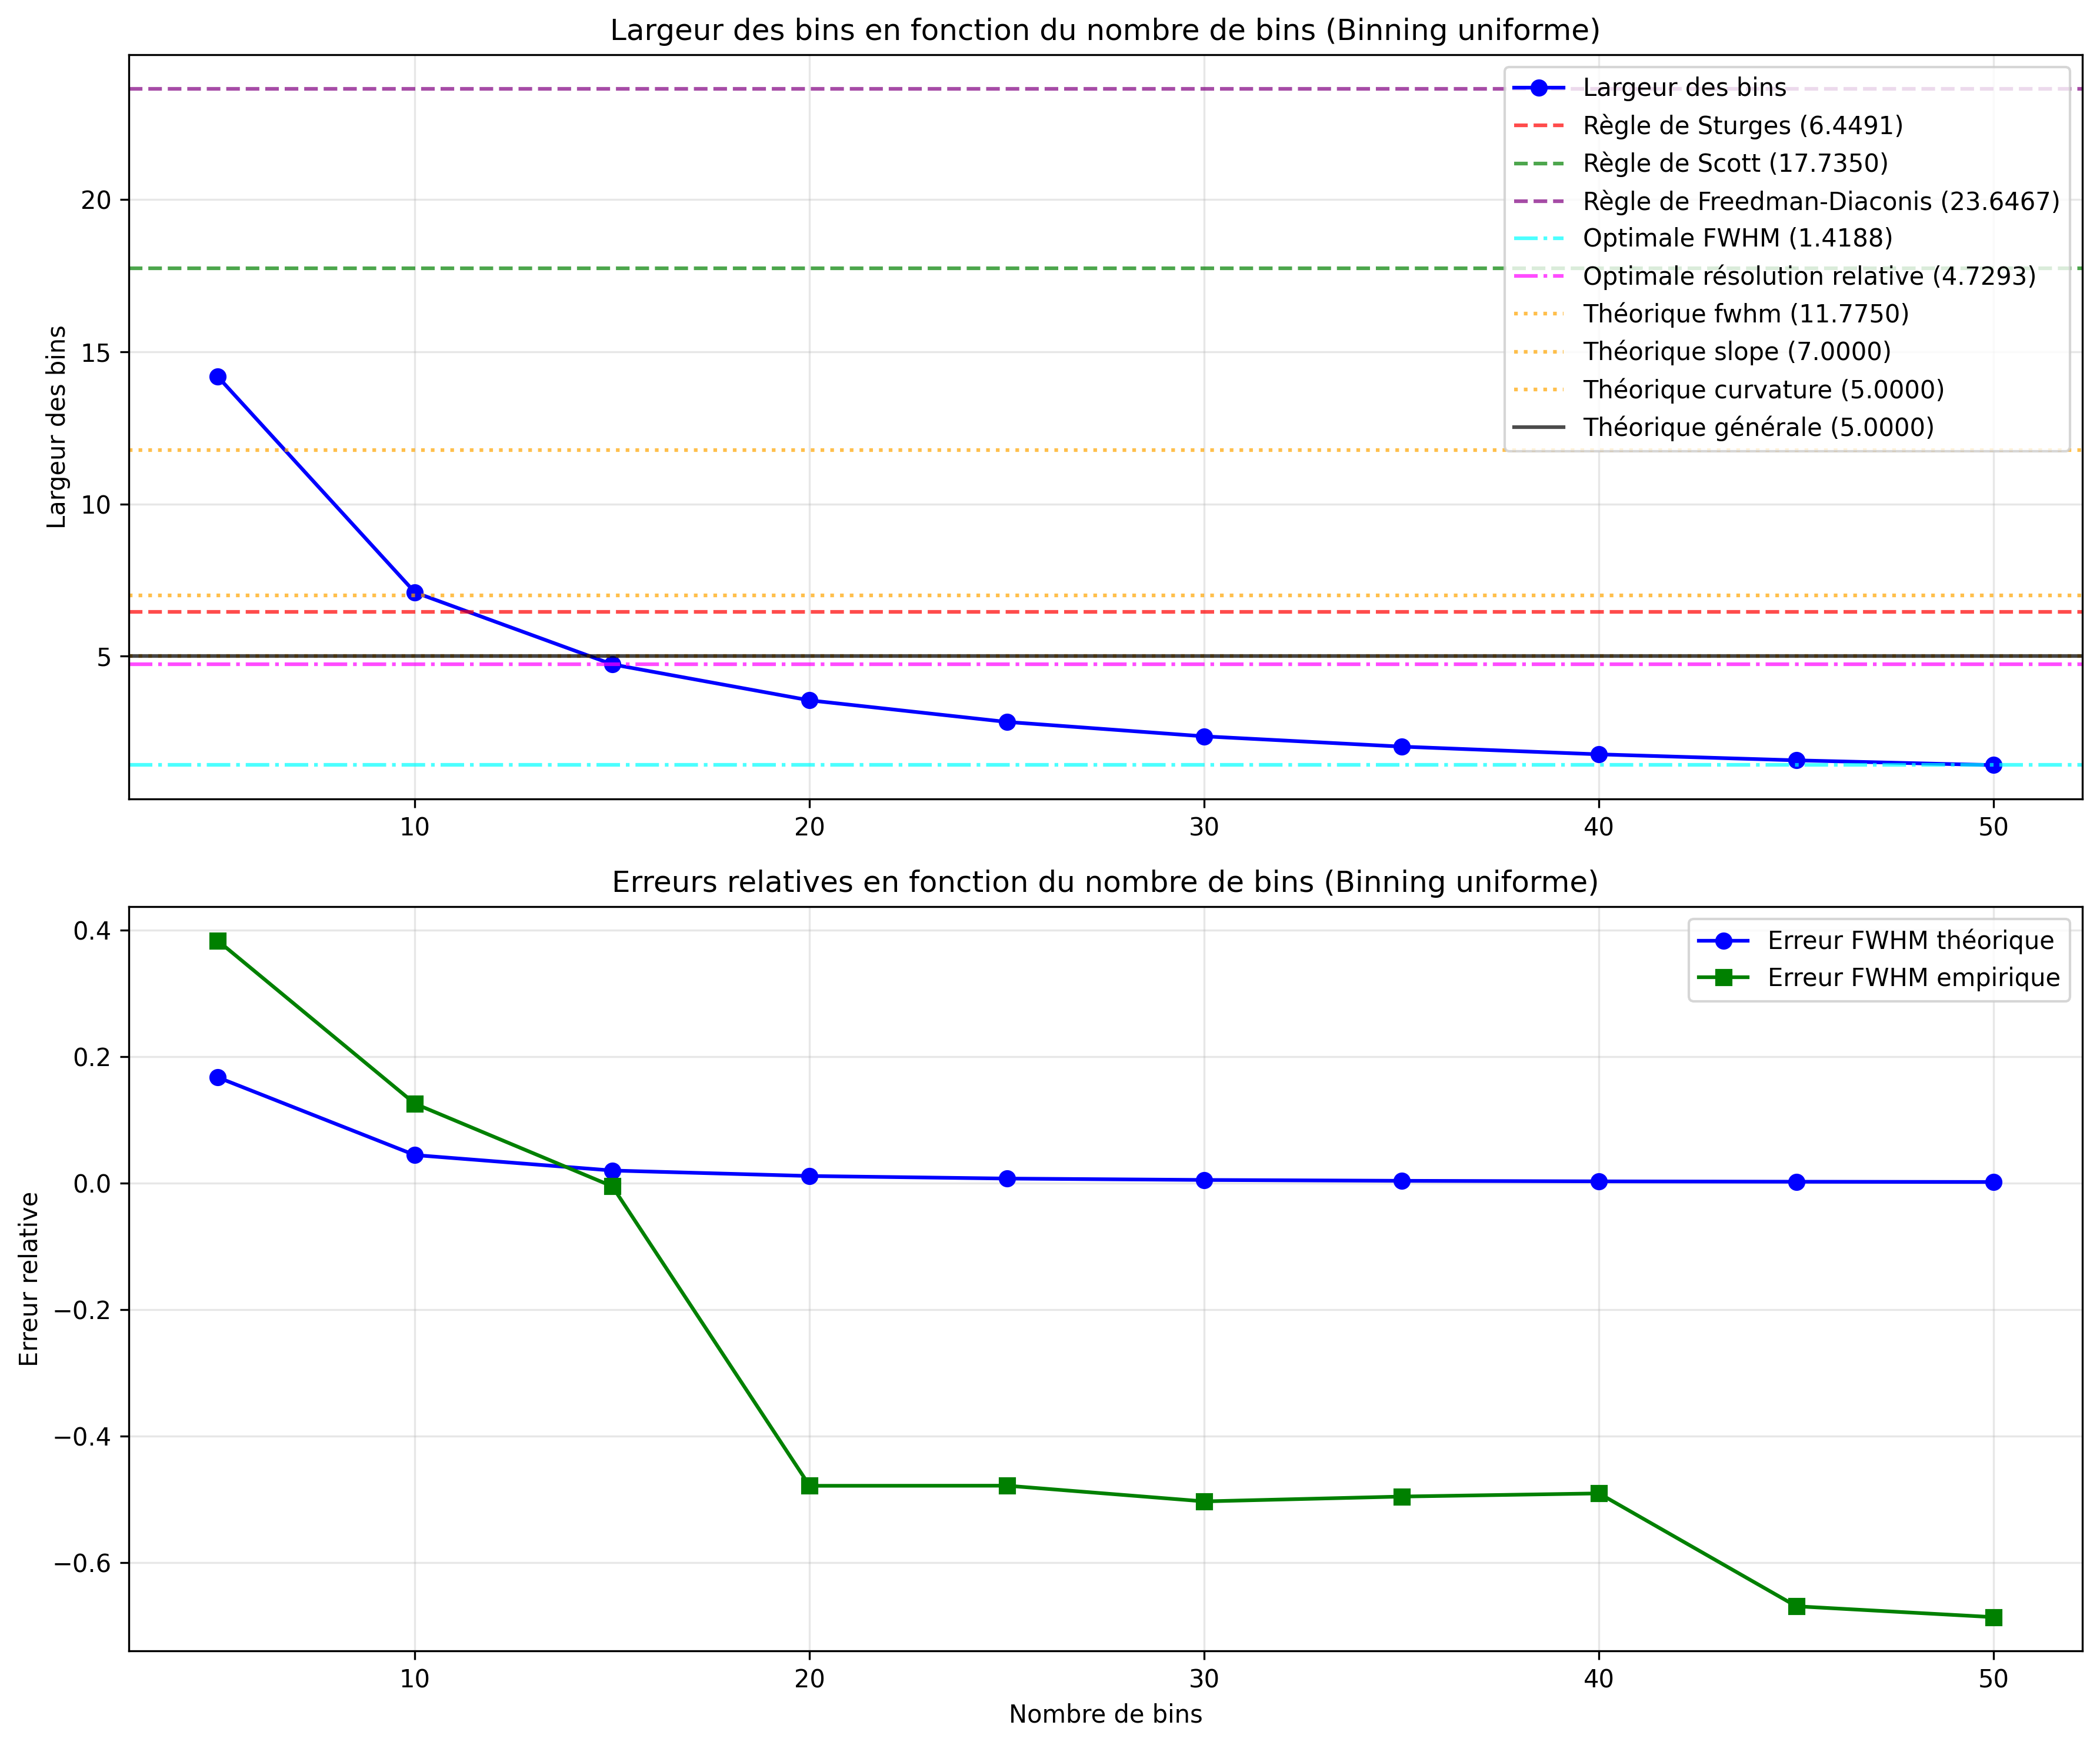 Largeur des bins en fonction du nombre de bins (Binning uniforme)
Largeur des bins
20
15
10
5
Largeur des bins
Règle de Sturges (6.4491)
Règle de Scott (17.7350)
Règle de Freedman-Diaconis (23.6467)
Optimale FWHM (1.4188)
Optimale résolution relative (4.7293)
Théorique fwhm (11.7750)
Théorique slope (7.0000)
Théorique curvature (5.0000)
Théorique générale (5.0000)
10
20
30
40
50
Erreurs relatives en fonction du nombre de bins (Binning uniforme)
Erreur relative
0.4
0.2
0.0
−0.2
−0.4
−0.6
Erreur FWHM théorique
Erreur FWHM empirique
10
20
30
40
50
Nombre de bins